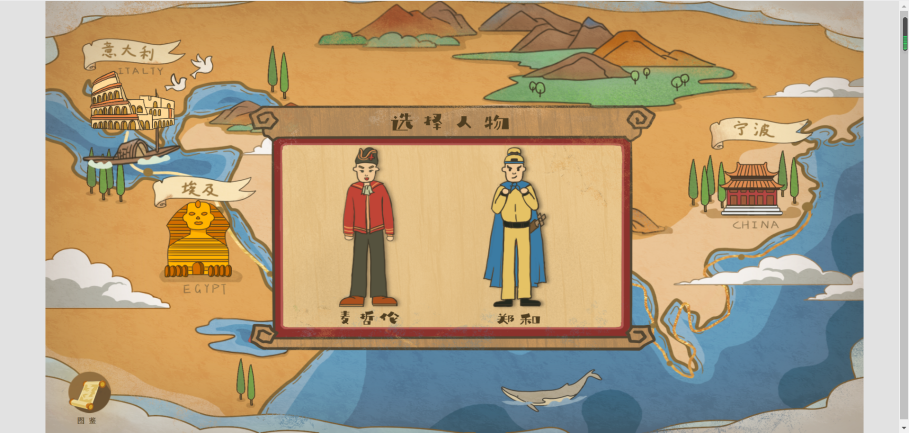 意大利
ITALTY
选择人物
宁波
埃及
CHINA
EGYPT
麦哲伦
郑和
图鉴